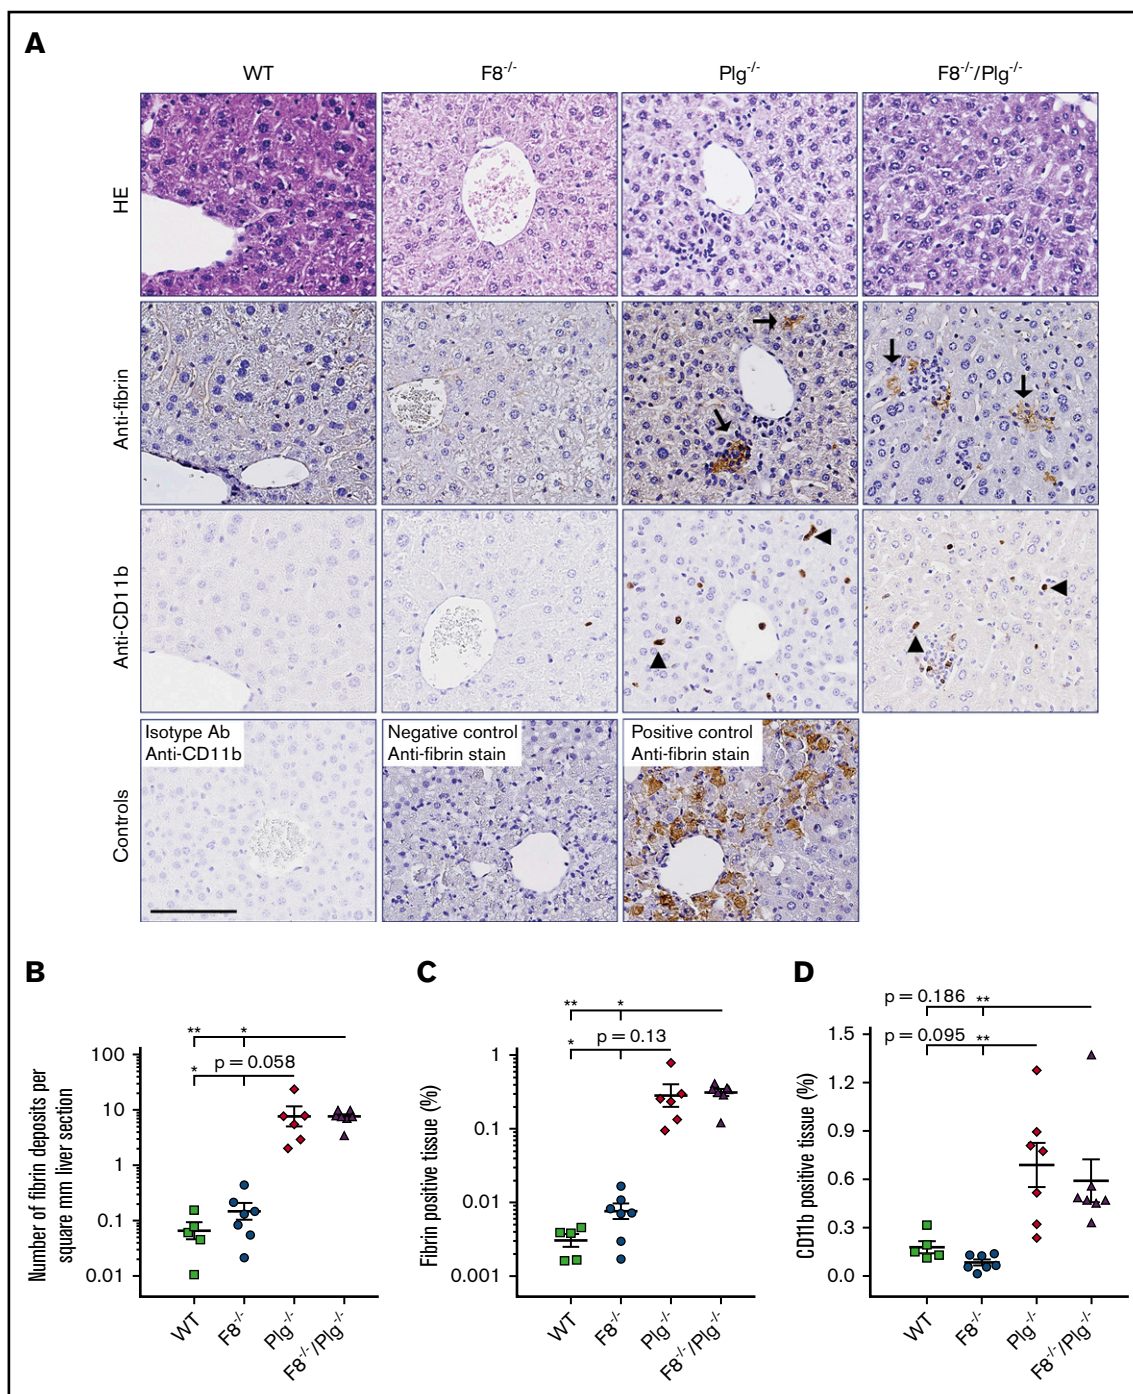 A
WT F8-/- Plg-/- F8-/-/Plg-/-
HE
Anti-fibrin
Anti-CD11b
Controls
Isotype Ab
Anti-CD11b
Negative control
Anti-fibrin stain
Positive control
Anti-fibrin stain
B
** *
p = 0.058
*
Number of fibrin deposits per
square mm liver section
100
10
1
0.1
0.01
WT F8-/- Plg-/- F8-/-/Plg-/-
C
** *
p = 0.13
*
Fibrin positive tissue (%)
1
0.1
0.01
0.001
WT F8-/- Plg-/- F8-/-/Plg-/-
D
p = 0.186 **
p = 0.095 **
CD11b positive tissue (%)
1.5
1.2
0.9
0.6
0.3
0.0
WT F8-/- Plg-/- F8-/-/Plg-/-